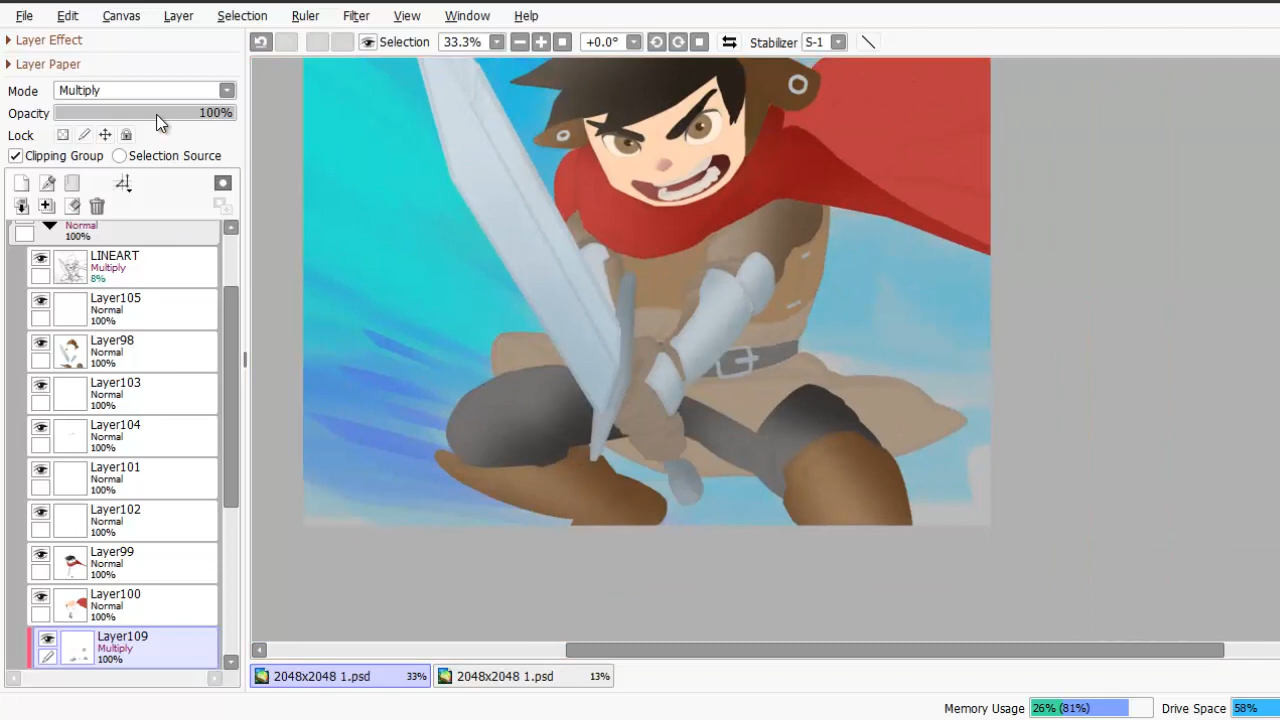 File Edit Canvas Layer Selection Ruler Filter View Window Help
Layer Effect
Selection 33.3% +0.0° Stabilizer S-1
Layer Paper
Mode Multiply
Opacity 100%
Lock
Clipping Group Selection Source
Normal
100%
LINEART
Multiply
8%
Layer105
Normal
100%
Layer98
Normal
100%
Layer103
Normal
100%
Layer104
Normal
100%
Layer101
Normal
100%
Layer102
Normal
100%
Layer99
Normal
100%
Layer100
Normal
100%
Layer109
Multiply
100%
2048x2048 1.psd 33% 2048x2048 1.psd 13%
Memory Usage 26% (81%) Drive Space 58%